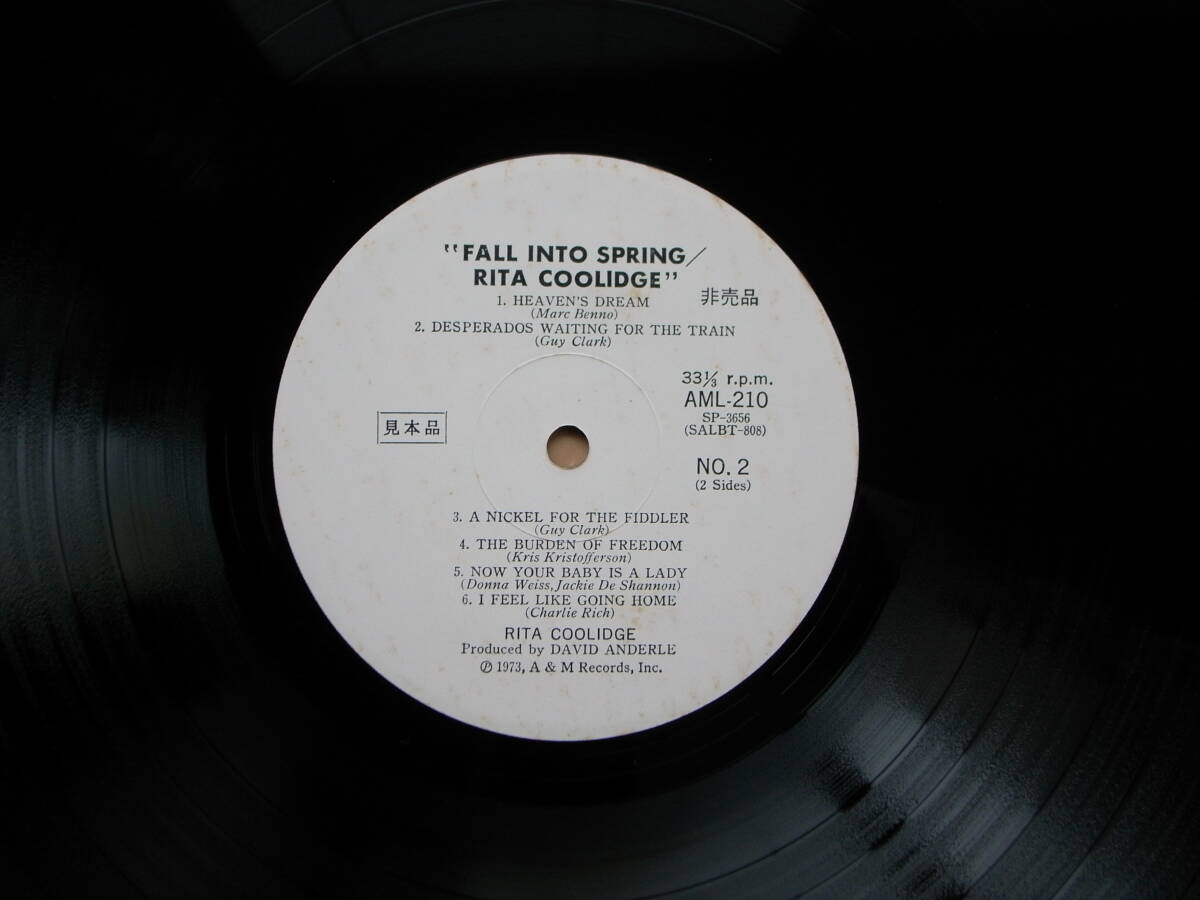 “FALL INTO SPRING/
RITA COOLIDGE”
1. HEAVEN'S DREAM
非売品
(Marc Benno)
2. DESPERADOS WAITING FOR THE TRAIN
(Guy Clark)
33⅓ r.p.m.
AML-210
SP-3656
(SALBT-808)
見本品
NO. 2
(2 Sides)
3. A NICKEL FOR THE FIDDLER
(Guy Clark)
4. THE BURDEN OF FREEDOM
(Kris Kristofferson)
5. NOW YOUR BABY IS A LADY
(Donna Weiss, Jackie De Shannon)
6. I FEEL LIKE GOING HOME
(Charlie Rich)
RITA COOLIDGE
Produced by DAVID ANDERLE
℗ 1973, A & M Records, Inc.